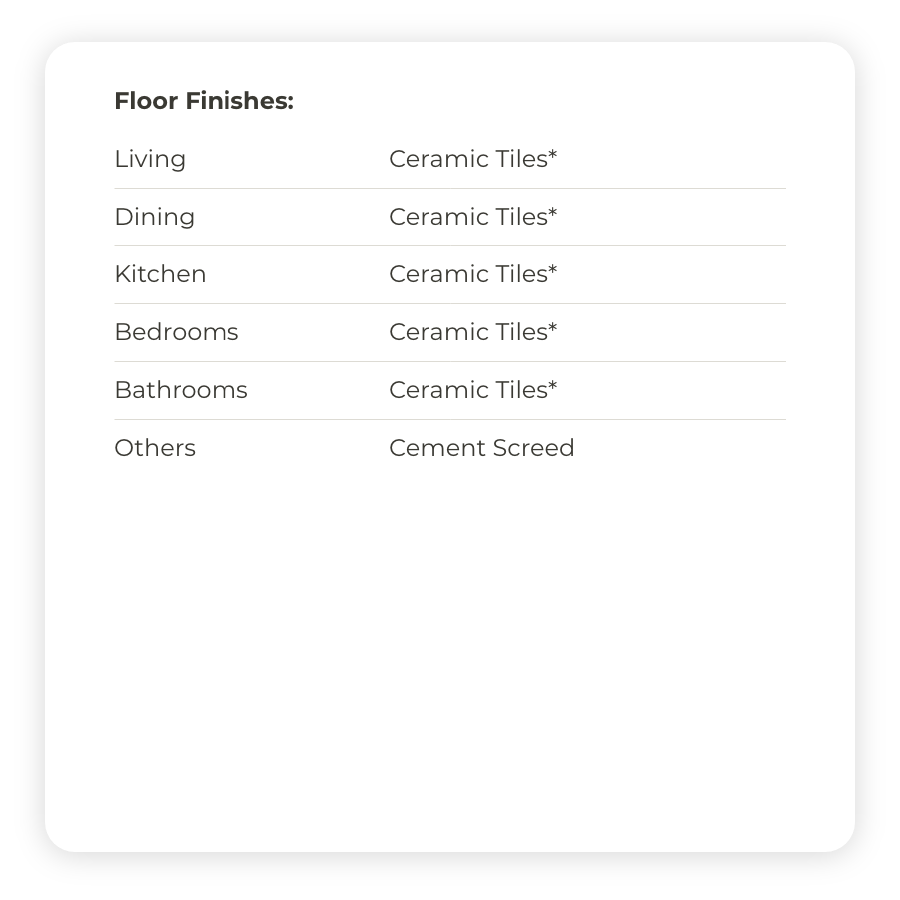 Floor Finishes:
Living Ceramic Tiles*
Dining Ceramic Tiles*
Kitchen Ceramic Tiles*
Bedrooms Ceramic Tiles*
Bathrooms Ceramic Tiles*
Others Cement Screed